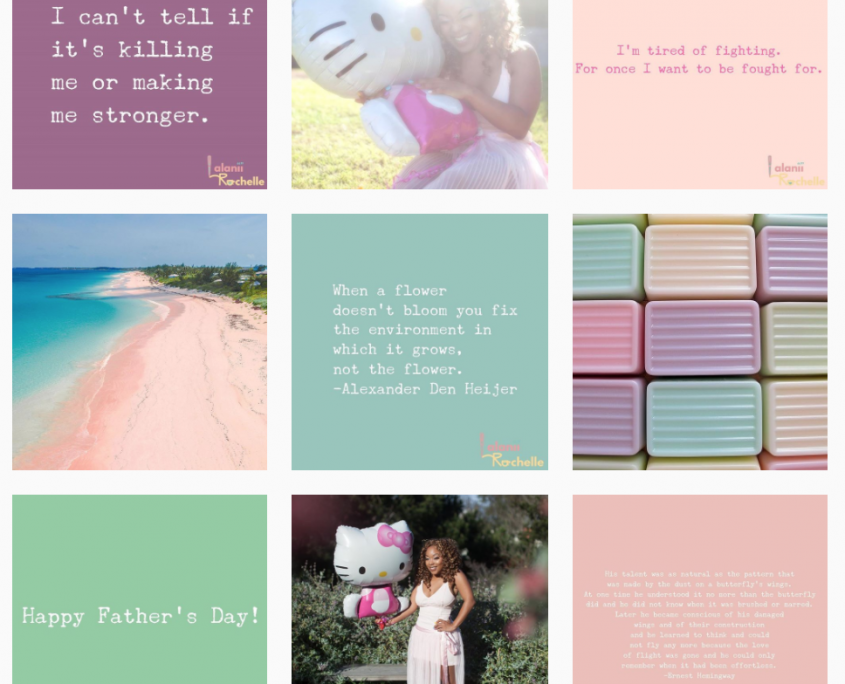 I can't tell if
it's killing
me or making
me stronger.
Lalanii
Rochelle
I'm tired of fighting.
For once I want to be fought for.
Lalanii
Rochelle
When a flower
doesn't bloom you fix
the environment in
which it grows,
not the flower.
-Alexander Den Heijer
Lalanii
Rochelle
Happy Father's Day!
His talent was as natural as the pattern that
was made by the dust on a butterfly's wings.
At one time he understood it no more than the butterfly
did and he did not know when it was brushed or marred.
Later he became conscious of his damaged
wings and of their construction
and he learned to think and could
not fly any more because the love
of flight was gone and he could only
remember when it had been effortless.
-Ernest Hemingway